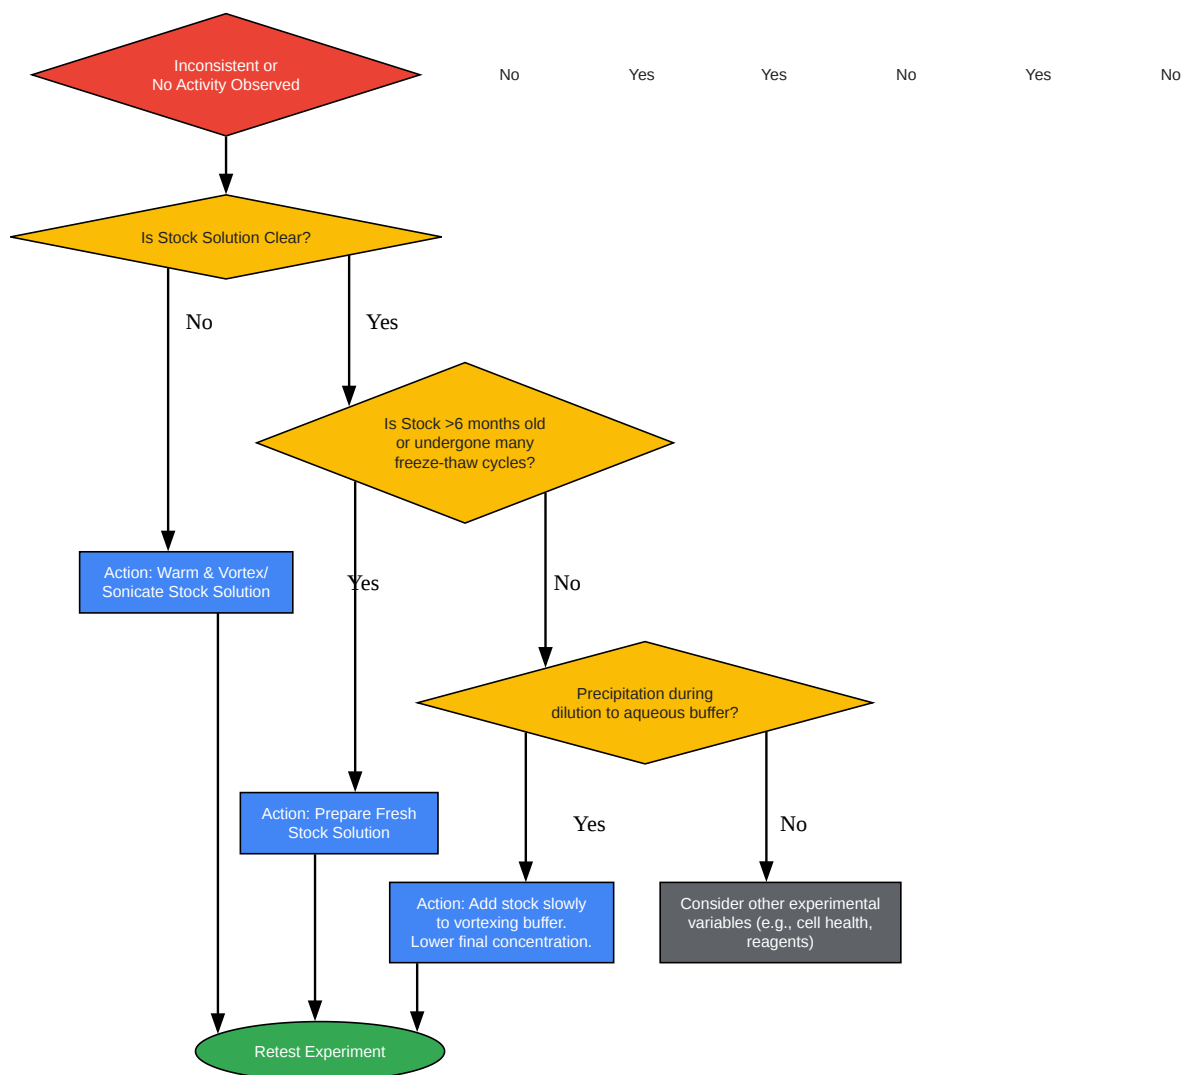 Inconsistent or
No Activity Observed
No
Yes
Yes
No
Yes
No
Is Stock Solution Clear?
No
Yes
Is Stock >6 months old
or undergone many
freeze-thaw cycles?
Action: Warm & Vortex/
Sonicate Stock Solution
Yes
No
Precipitation during
dilution to aqueous buffer?
Action: Prepare Fresh
Stock Solution
Yes
No
Action: Add stock slowly
to vortexing buffer.
Lower final concentration.
Consider other experimental
variables (e.g., cell health,
reagents)
Retest Experiment